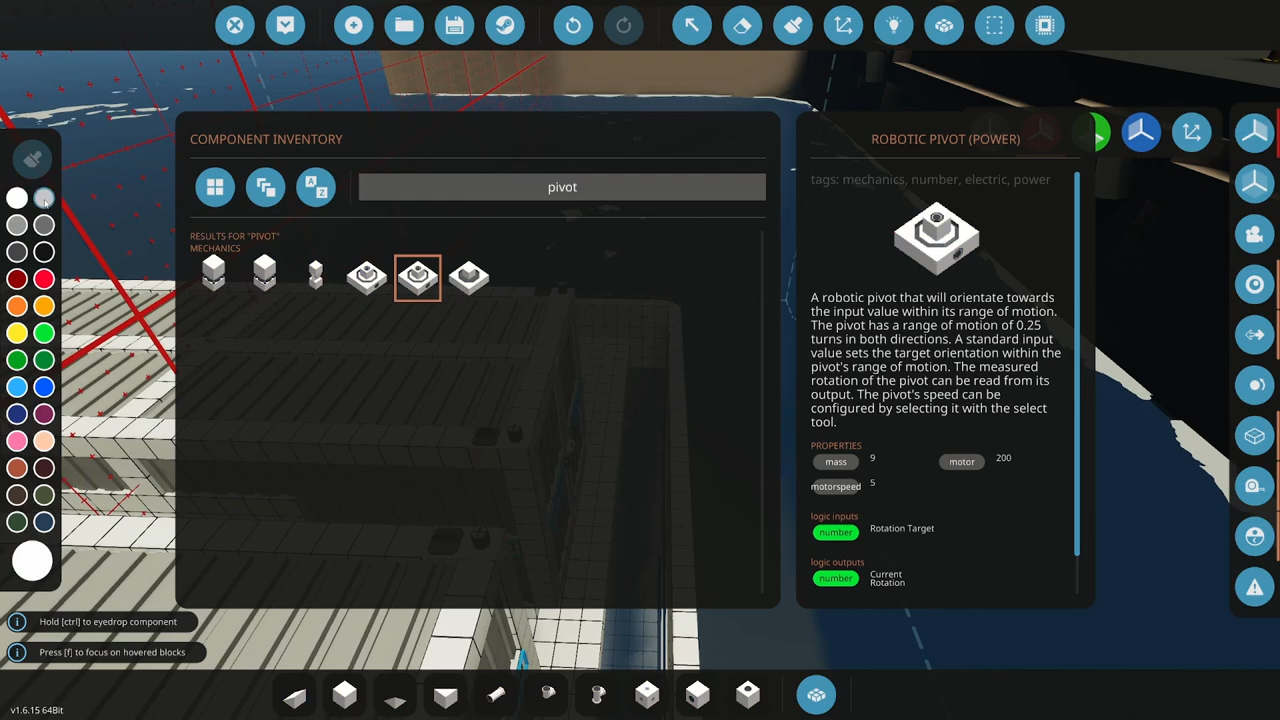 COMPONENT INVENTORY
pivot
RESULTS FOR "PIVOT"
MECHANICS
ROBOTIC PIVOT (POWER)
tags: mechanics, number, electric, power
A robotic pivot that will orientate towards
the input value within its range of motion.
The pivot has a range of motion of 0.25
turns in both directions. A standard input
value sets the target orientation within the
pivot's range of motion. The measured
rotation of the pivot can be read from its
output. The pivot's speed can be
configured by selecting it with the select
tool.
PROPERTIES
mass 9 motor 200
motorspeed 5
logic inputs
number Rotation Target
logic outputs
number Current
Rotation
Hold [ctrl] to eyedrop component
Press [f] to focus on hovered blocks
v1.6.15 64Bit